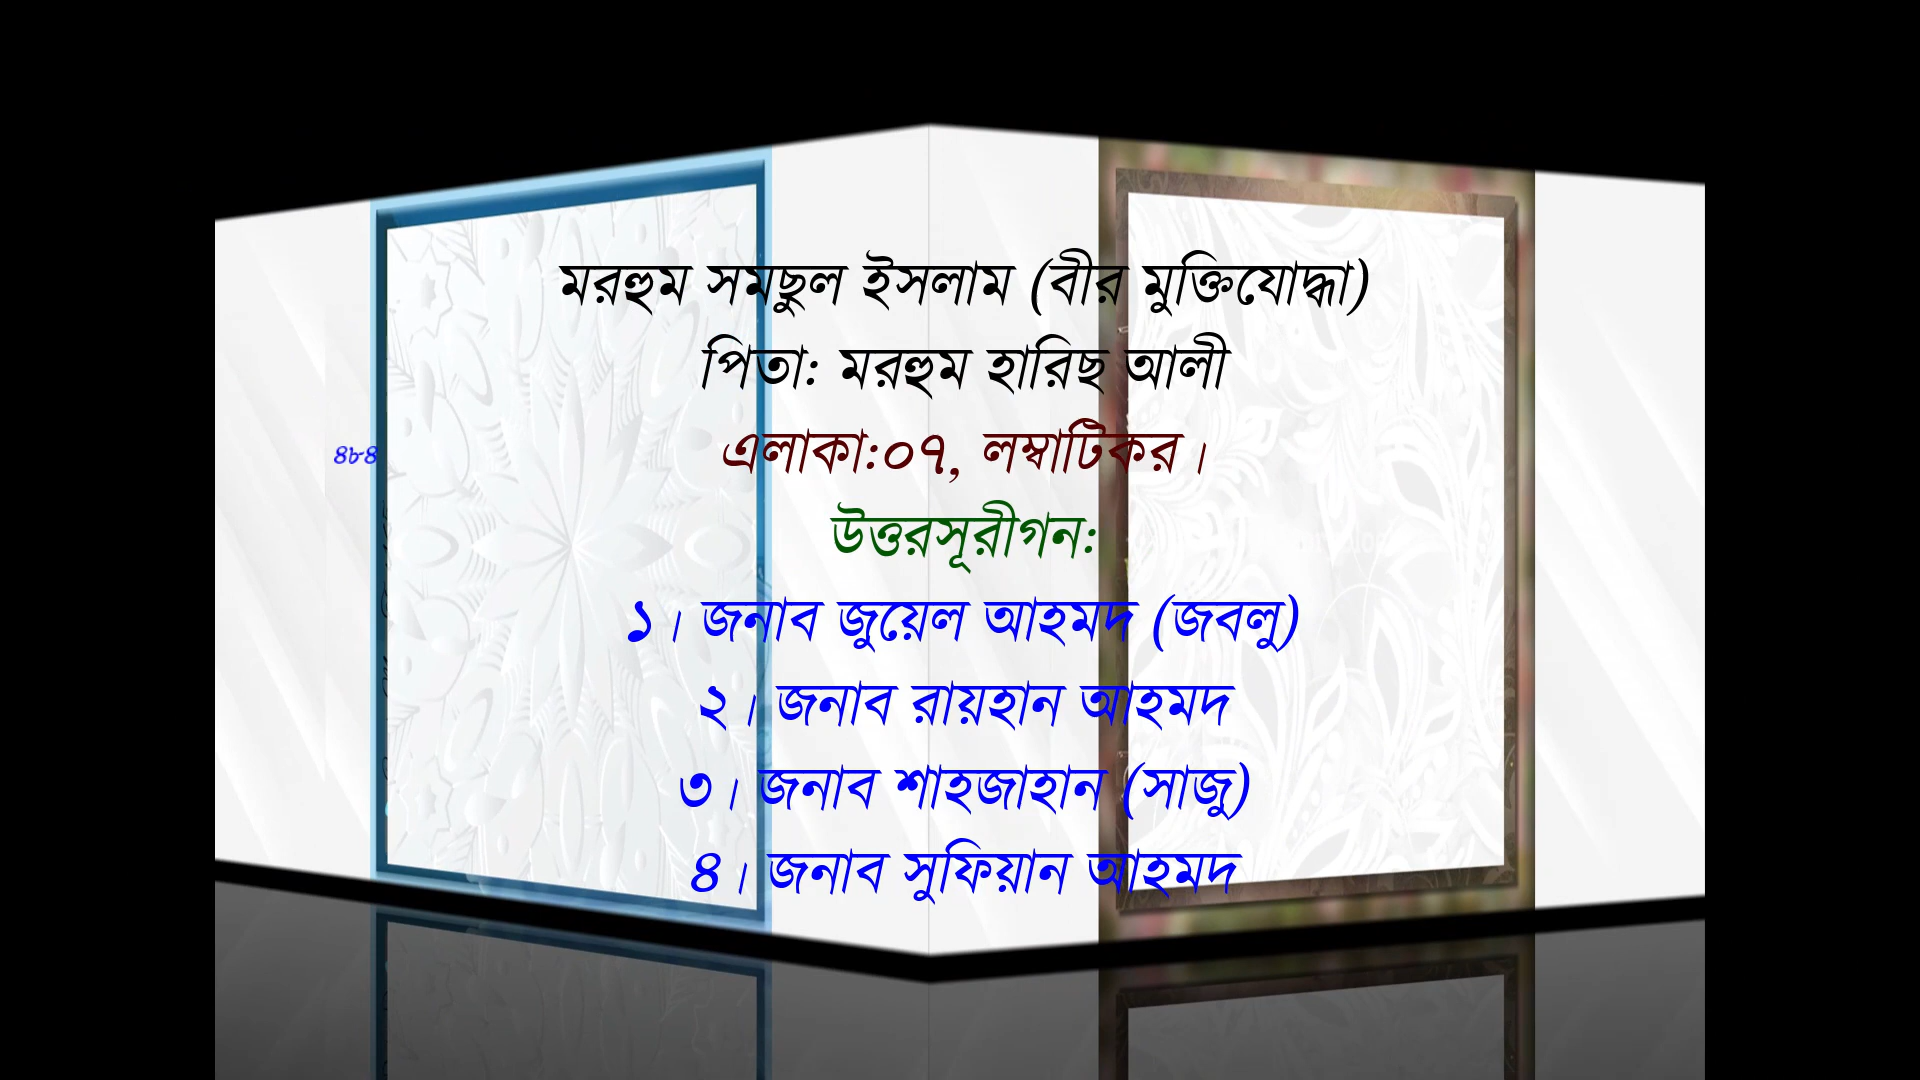 মরহুম সমছুল ইসলাম (বীর মুক্তিযোদ্ধা)
পিতা: মরহুম হারিছ আলী
৪৮৪
এলাকা:০৭, লম্বাটিকর।
উত্তরসূরীগন:
১। জনাব জুয়েল আহমদ (জবলু)
২। জনাব রায়হান আহমদ
৩। জনাব শাহজাহান (সাজু)
৪। জনাব সুফিয়ান আহমদ